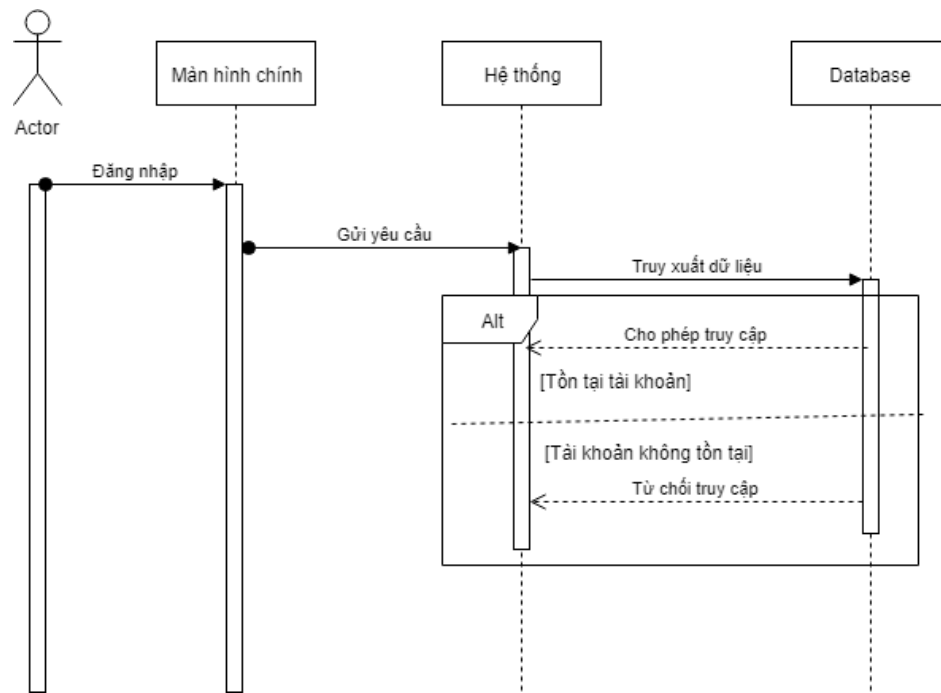 Màn hình chính
Hệ thống
Database
Actor
Đăng nhập
Gửi yêu cầu
Truy xuất dữ liệu
Alt
Cho phép truy cập
[Tồn tại tài khoản]
[Tài khoản không tồn tại]
Từ chối truy cập